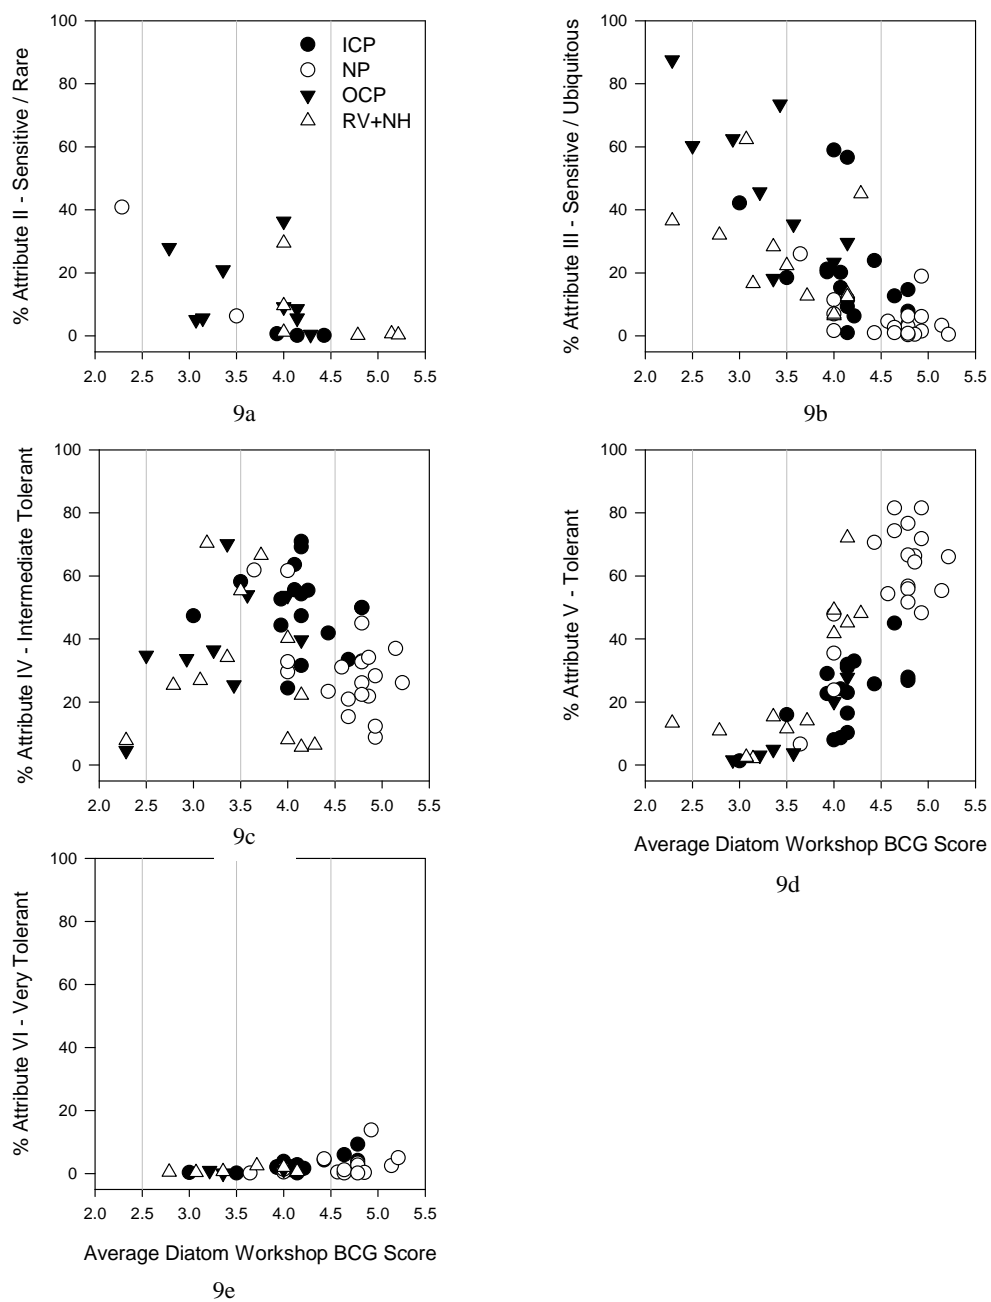 % Attribute II - Sensitive / Rare
100
80
60
40
20
0
ICP
NP
OCP
RV+NH
2.0 2.5 3.0 3.5 4.0 4.5 5.0 5.5
9a
% Attribute III - Sensitive / Ubiquitous
100
80
60
40
20
0
2.0 2.5 3.0 3.5 4.0 4.5 5.0 5.5
9b
% Attribute IV - Intermediate Tolerant
100
80
60
40
20
0
2.0 2.5 3.0 3.5 4.0 4.5 5.0 5.5
9c
% Attribute V - Tolerant
100
80
60
40
20
0
2.0 2.5 3.0 3.5 4.0 4.5 5.0 5.5
Average Diatom Workshop BCG Score
9d
% Attribute VI - Very Tolerant
100
80
60
40
20
0
2.0 2.5 3.0 3.5 4.0 4.5 5.0 5.5
Average Diatom Workshop BCG Score
9e